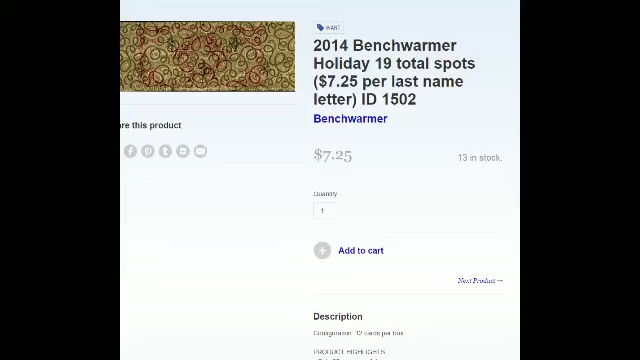 WANT
2014 Benchwarmer
Holiday 19 total spots
($7.25 per last name
letter) ID 1502
Benchwarmer
are this product
$7.25
13 in stock.
Quantity
1
Add to cart
Next Product →
Description
Configuration: 12 cards per box
PRODUCT HIGHLIGHTS